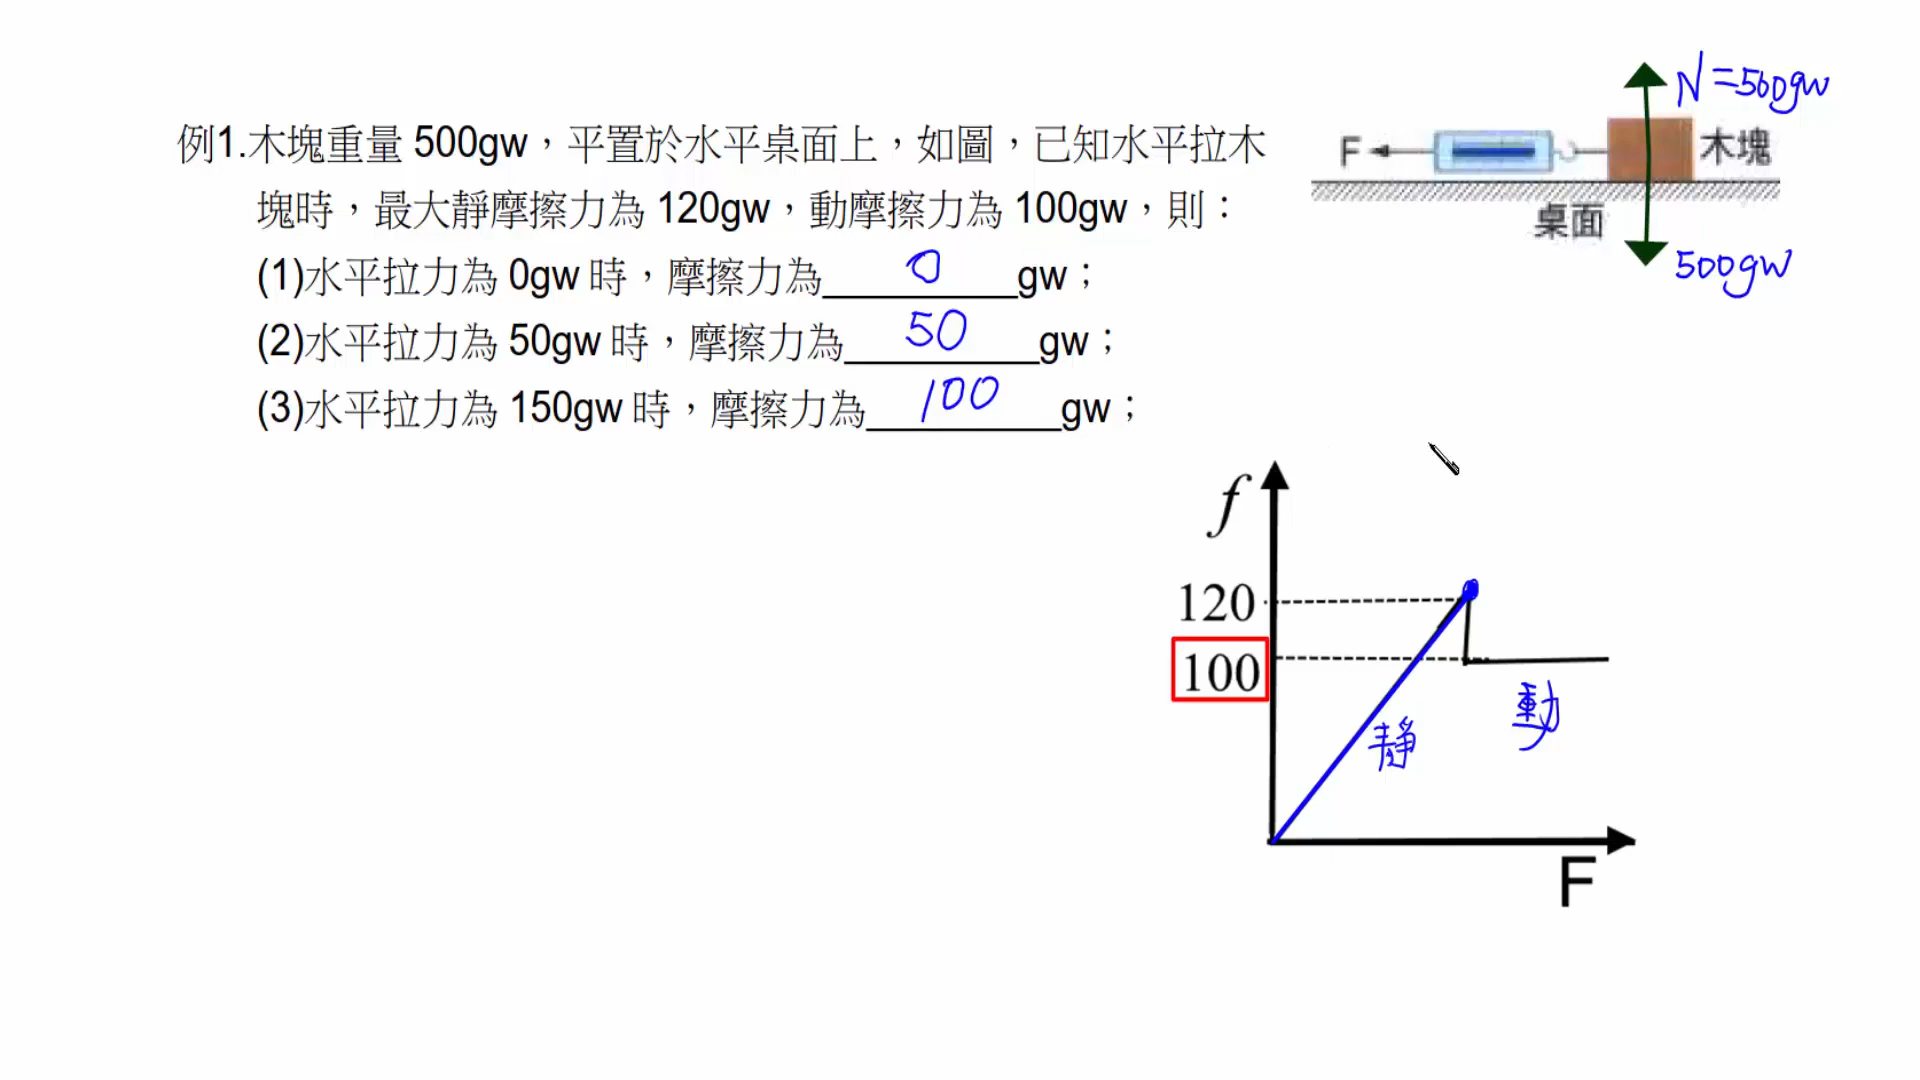 例1.木塊重量 500gw，平置於水平桌面上，如圖，已知水平拉木
塊時，最大靜摩擦力為 120gw，動摩擦力為 100gw，則：
(1)水平拉力為 0gw 時，摩擦力為 0 gw；
(2)水平拉力為 50gw 時，摩擦力為 50 gw；
(3)水平拉力為 150gw 時，摩擦力為 100 gw；
N=500gw
F
木塊
桌面
500gw
f
120
100
靜
動
F